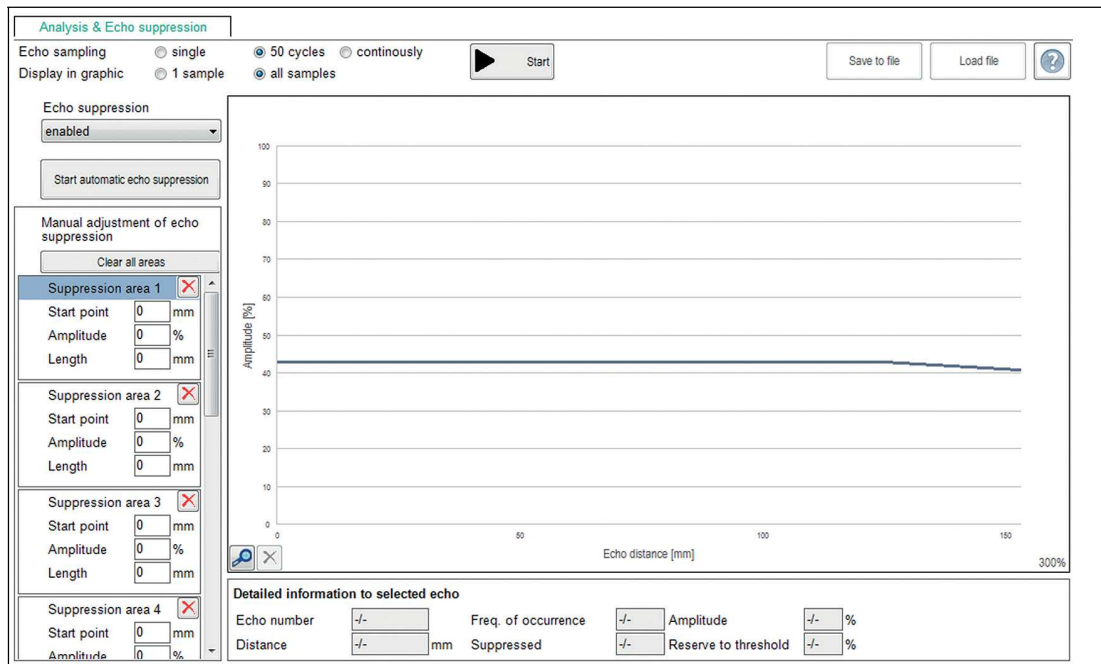 Analysis & Echo suppression
Echo sampling single 50 cycles continously
Display in graphic 1 sample all samples
Start
Save to file Load file ?
Echo suppression
enabled
Start automatic echo suppression
Manual adjustment of echo
suppression
Clear all areas
Suppression area 1
Start point 0 mm
Amplitude 0 %
Length 0 mm
Suppression area 2
Start point 0 mm
Amplitude 0 %
Length 0 mm
Suppression area 3
Start point 0 mm
Amplitude 0 %
Length 0 mm
Suppression area 4
Start point 0 mm
Amplitude 0 %
Amplitude [%]
100
90
80
70
60
50
40
30
20
10
0
0 50 100 150
Echo distance [mm]
300%
Detailed information to selected echo
Echo number -/- Freq. of occurrence -/- Amplitude -/- %
Distance -/- mm Suppressed -/- Reserve to threshold -/- %